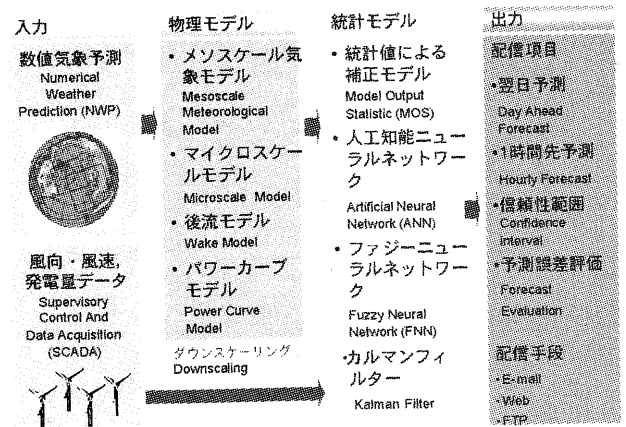 入力
数値気象予測
Numerical
Weather
Prediction (NWP)
風向・風速,
発電量データ
Supervisory
Control And
Data Acquisition
(SCADA)
物理モデル
・メソスケール気
象モデル
Mesoscale
Meteorological
Model
・マイクロスケー
ルモデル
Microscale Model
・後流モデル
Wake Model
・パワーカーブ
モデル
Power Curve
Model
ダウンスケーリング
Downscaling
統計モデル
・統計値による
補正モデル
Model Output
Statistic (MOS)
・人工知能ニュー
ラルネットワー
ク
Artificial Neural
Network (ANN)
・ファジーニュー
ラルネットワー
ク
Fuzzy Neural
Network (FNN)
・カルマンフィ
ルター
Kalman Filter
出力
配信項目
・翌日予測
Day Ahead
Forecast
・1時間先予測
Hourly Forecast
・信頼性範囲
Confidence
Interval
・予測誤差評価
Forecast
Evaluation
配信手段
・E-mail
・Web
・FTP